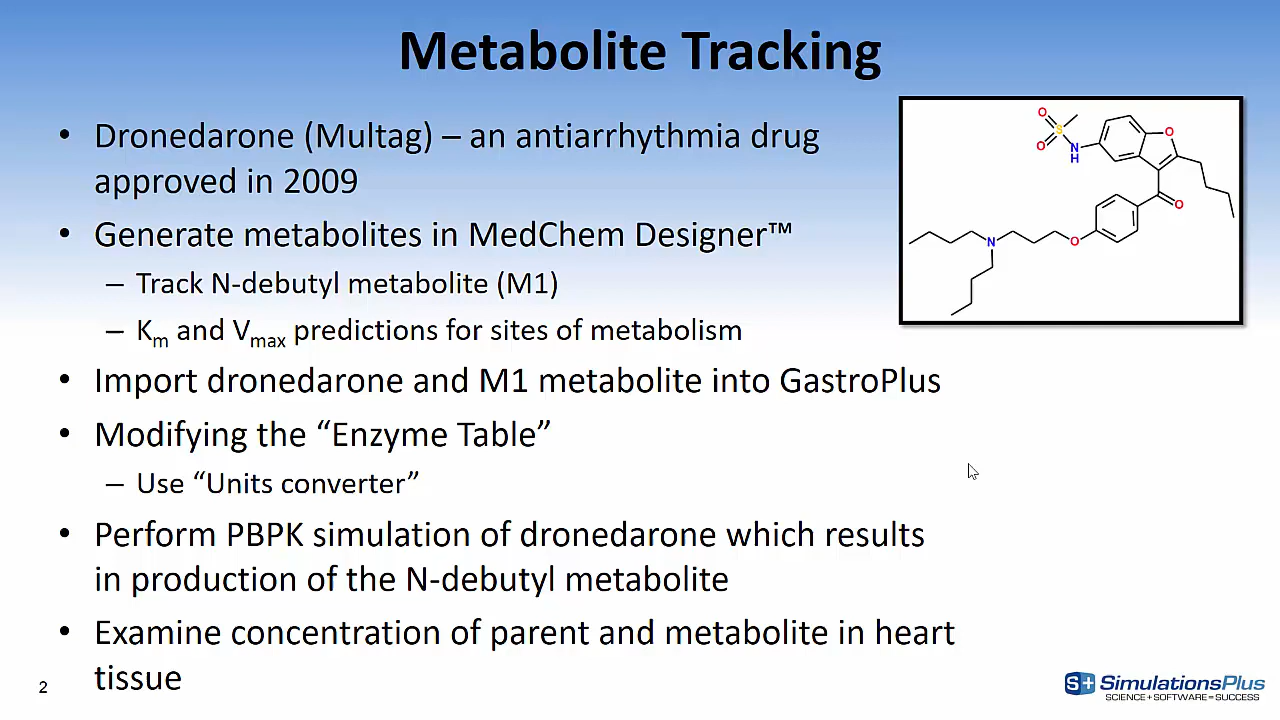 Metabolite Tracking
• Dronedarone (Multag) – an antiarrhythmia drug
approved in 2009
• Generate metabolites in MedChem Designer™
– Track N-debutyl metabolite (M1)
– Km and Vmax predictions for sites of metabolism
• Import dronedarone and M1 metabolite into GastroPlus
• Modifying the “Enzyme Table”
– Use “Units converter”
• Perform PBPK simulation of dronedarone which results
in production of the N-debutyl metabolite
• Examine concentration of parent and metabolite in heart
tissue
O
S
O
N
H
O
O
N
O
2
S+ SimulationsPlus
SCIENCE+SOFTWARE=SUCCESS